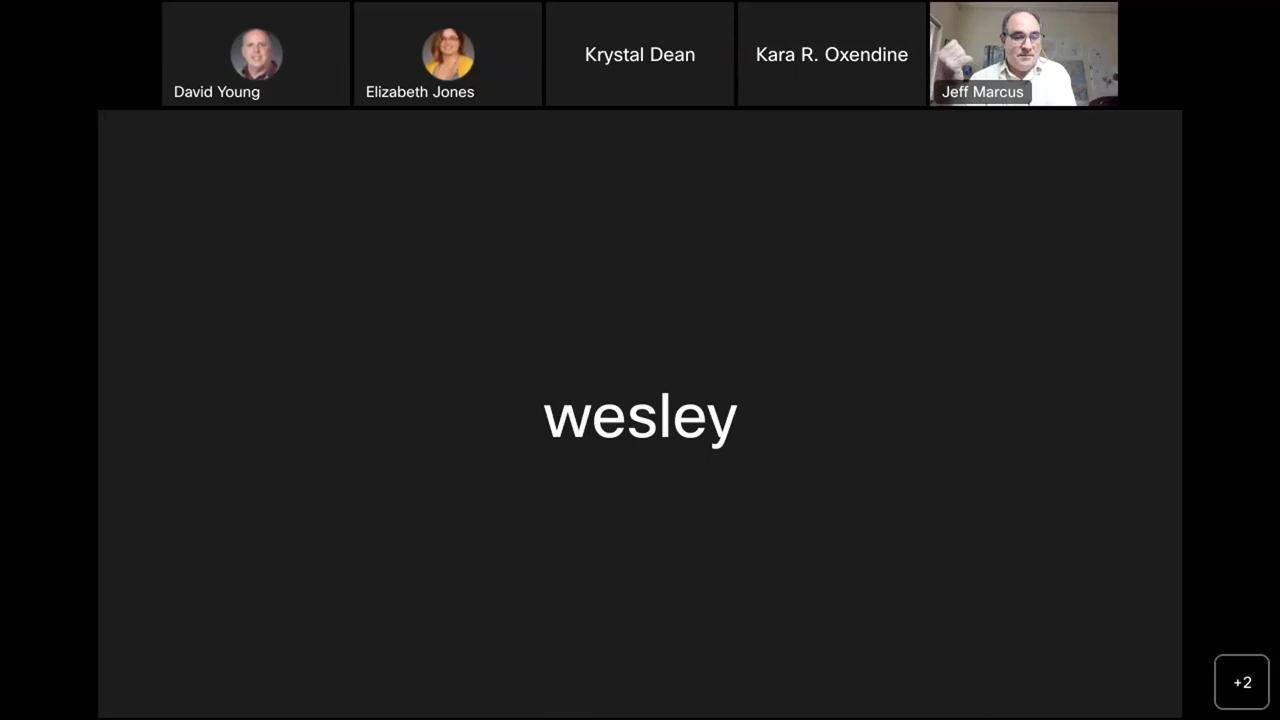 David Young
Elizabeth Jones
Krystal Dean
Kara R. Oxendine
Jeff Marcus
wesley
+2